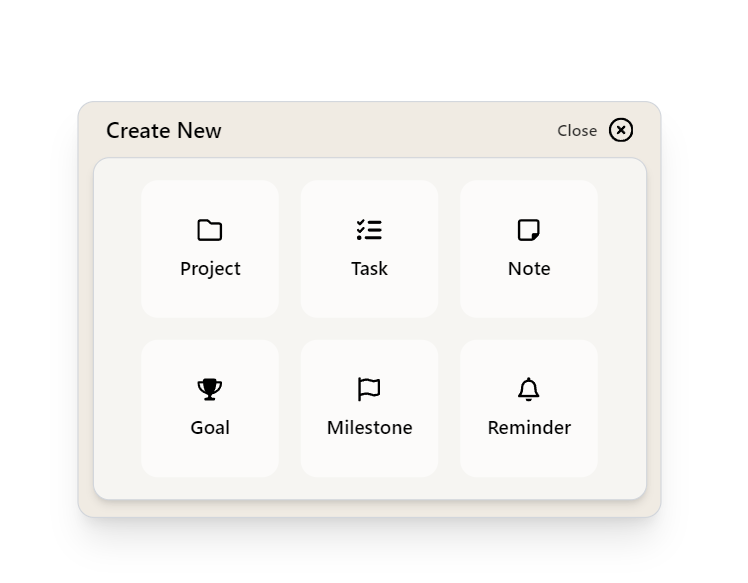 Create New
Close
Project
Task
Note
Goal
Milestone
Reminder